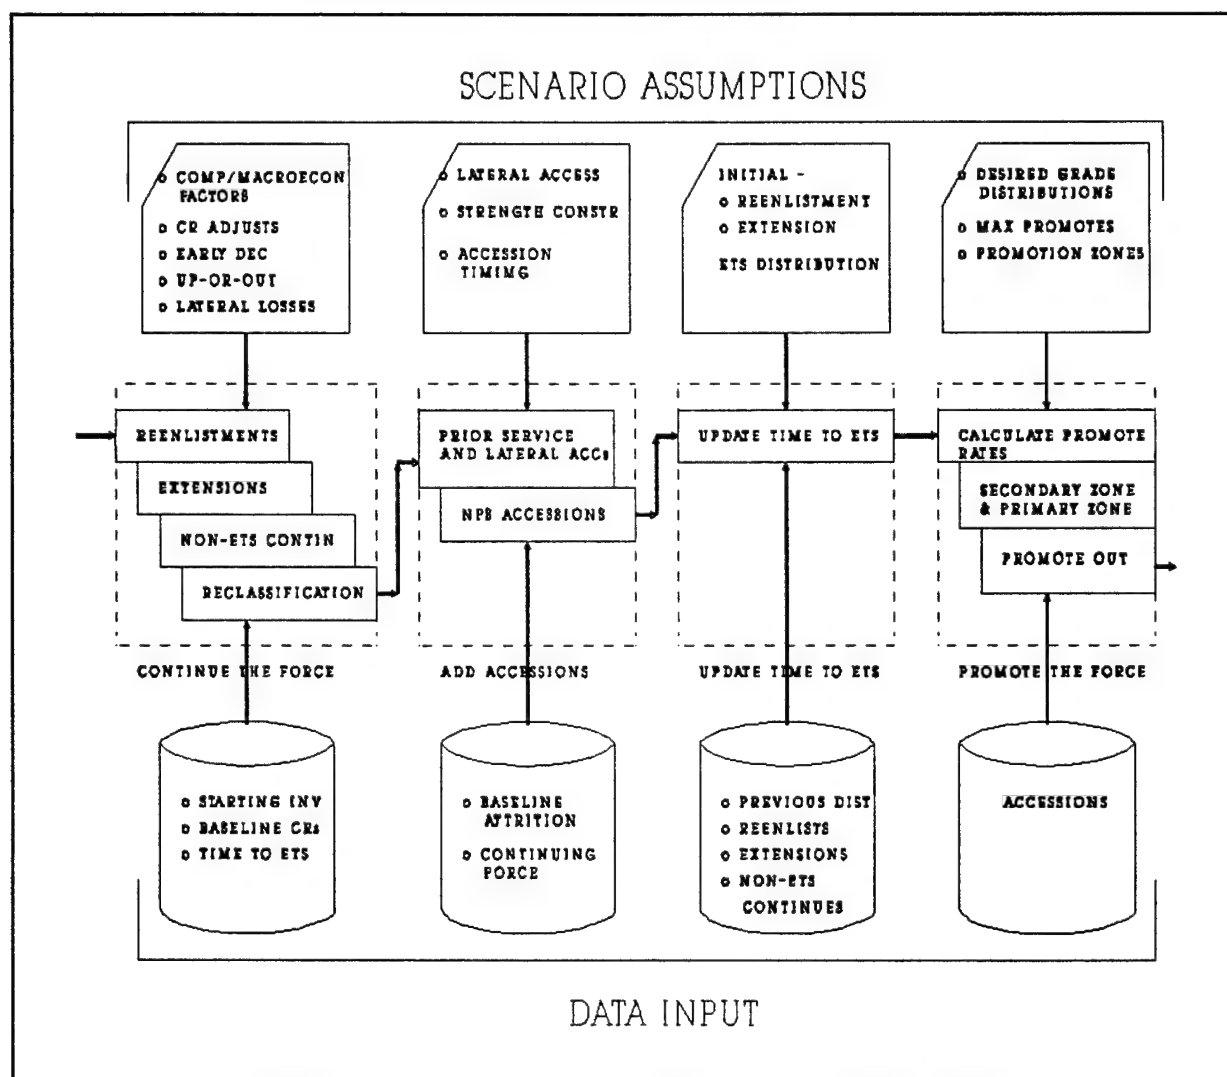 SCENARIO ASSUMPTIONS
o COMP/MACROECON
FACTORS
o CR ADJUSTS
o EARLY DEC
o UP-OR-OUT
o LATERAL LOSSES
o LATERAL ACCESS
o STRENGTH CONSTR
o ACCESSION
TIMIMG
INITIAL -
o REENLISTMENT
o EXTENSION
ETS DISTRIBUTION
o DESIRED GRADE
DISTRIBUTIONS
o MAX PROMOTES
o PROMOTION ZONES
REENLISTMENTS
EXTENSIONS
NON-ETS CONTIN
RECLASSIFICATION
PRIOR SERVICE
AND LATERAL ACCs
NPS ACCESSIONS
UPDATE TIME TO ETS
CALCULATE PROMOTE
RATES
SECONDARY ZONE
& PRIMARY ZONE
PROMOTE OUT
CONTINUE THE FORCE
ADD ACCESSIONS
UPDATE TIME TO ETS
PROMOTE THE FORCE
o STARTING INV
o BASELINE CRs
o TIME TO ETS
o BASELINE
ATTRITION
o CONTINUING
FORCE
o PREVIOUS DIST
o REENLISTS
o EXTENSIONS
o NON-ETS
CONTINUES
ACCESSIONS
DATA INPUT